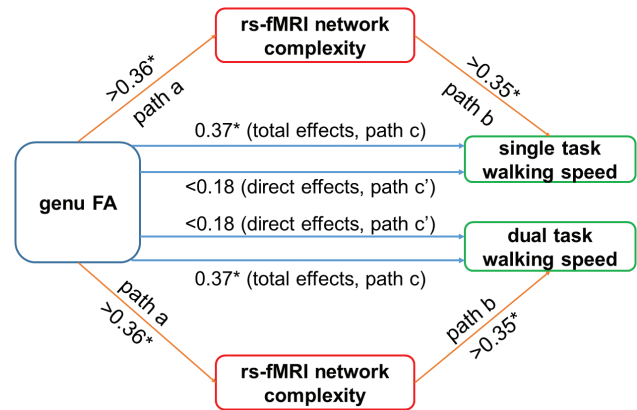 rs-fMRI network
complexity
>0.36*
path a
>0.35*
path b
0.37* (total effects, path c)
genu FA
single task
walking speed
<0.18 (direct effects, path c’)
<0.18 (direct effects, path c’)
dual task
walking speed
0.37* (total effects, path c)
path a
>0.36*
path b
>0.35*
rs-fMRI network
complexity